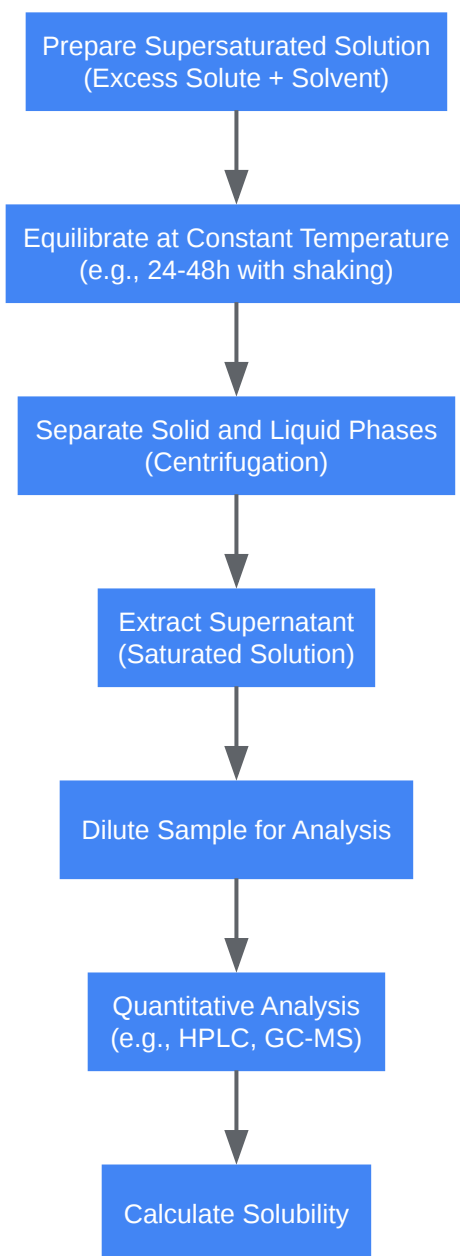 Prepare Supersaturated Solution
(Excess Solute + Solvent)
Equilibrate at Constant Temperature
(e.g., 24-48h with shaking)
Separate Solid and Liquid Phases
(Centrifugation)
Extract Supernatant
(Saturated Solution)
Dilute Sample for Analysis
Quantitative Analysis
(e.g., HPLC, GC-MS)
Calculate Solubility